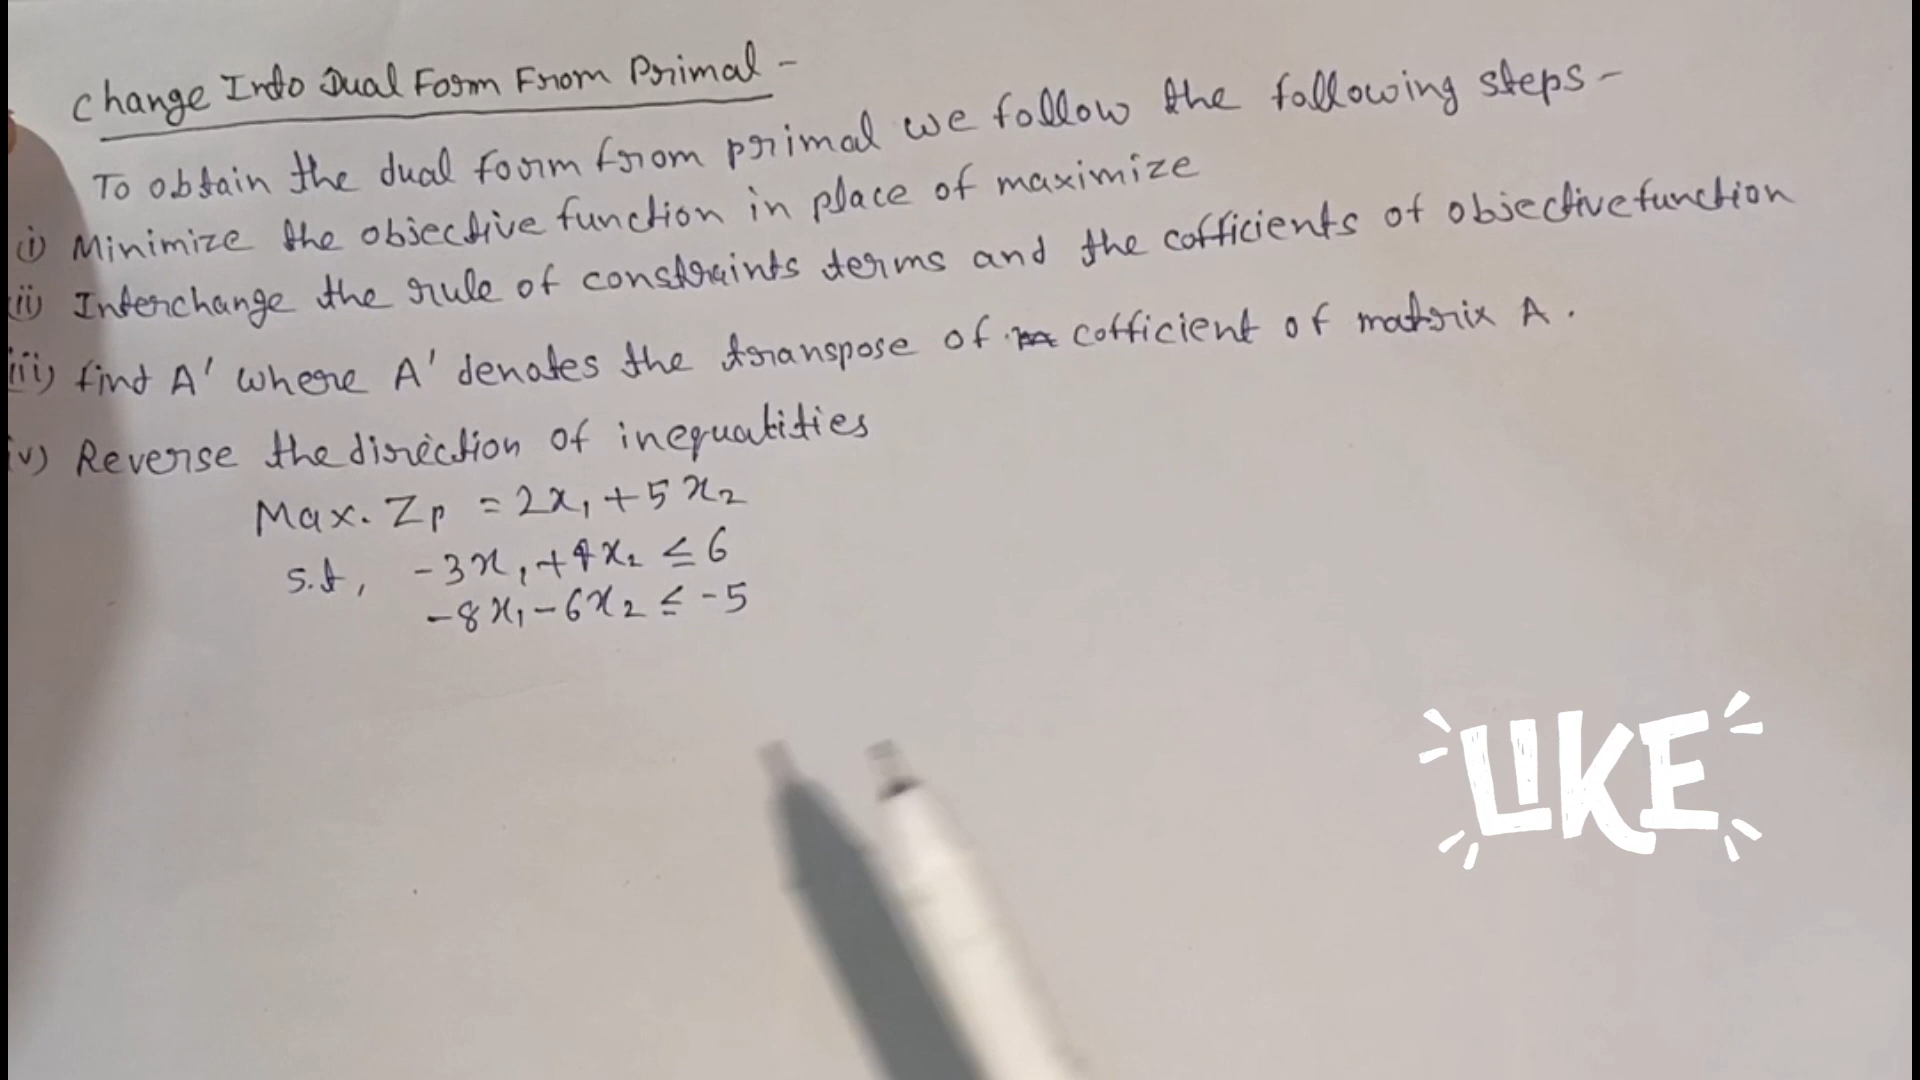 Change Into Dual Form From Primal -
To obtain the dual form from primal we follow the following steps -
(i) Minimize the objective function in place of maximize
(ii) Interchange the rule of constraints terms and the cofficients of objective function
iii) find A' where A' denotes the transpose of cofficient of matrix A.
iv) Reverse the direction of inequalities
Max. Zp = 2x₁ + 5x₂
s.t, -3x₁ + 4x₂ ≤ 6
-8x₁ - 6x₂ ≤ -5
LIKE